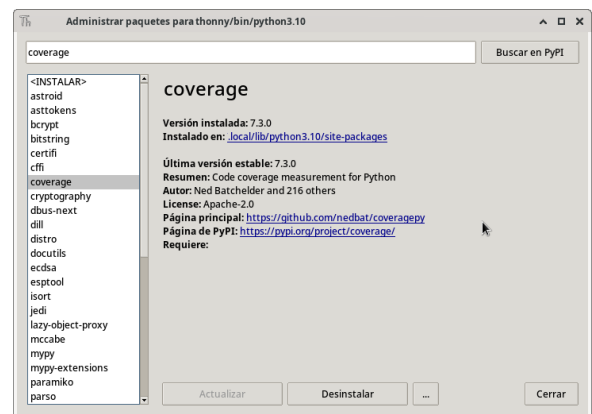 Administrar paquetes para thonny/bin/python3.10
coverage
Buscar en PyPI
<INSTALAR>
astroid
asttokens
bcrypt
bitstring
certifi
cffi
coverage
cryptography
dbus-next
dill
distro
docutils
ecdsa
esptool
isort
jedi
lazy-object-proxy
mccabe
mypy
mypy-extensions
paramiko
parso
coverage
Versión instalada: 7.3.0
Instalado en: .local/lib/python3.10/site-packages
Última versión estable: 7.3.0
Resumen: Code coverage measurement for Python
Autor: Ned Batchelder and 216 others
License: Apache-2.0
Página principal: https://github.com/nedbat/coveragepy
Página de PyPI: https://pypi.org/project/coverage/
Requiere:
Actualizar
Desinstalar
...
Cerrar